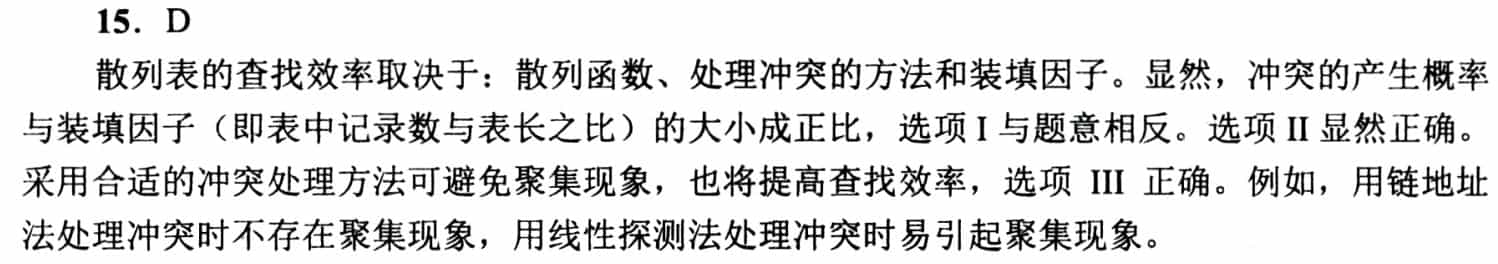 15. D
散列表的查找效率取决于：散列函数、处理冲突的方法和装填因子。显然，冲突的产生概率
与装填因子（即表中记录数与表长之比）的大小成正比，选项 I 与题意相反。选项 II 显然正确。
采用合适的冲突处理方法可避免聚集现象，也将提高查找效率，选项 III 正确。例如，用链地址
法处理冲突时不存在聚集现象，用线性探测法处理冲突时易引起聚集现象。